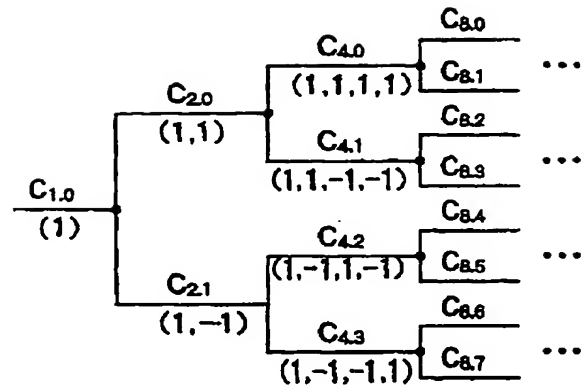 C8.0
C4.0
(1,1,1,1)
C8.1
...
C2.0
(1,1)
C8.2
C4.1
(1,1,-1,-1)
C8.3
...
C1.0
(1)
C8.4
C4.2
(1,-1,1,-1)
C8.5
...
C2.1
(1,-1)
C8.6
C4.3
(1,-1,-1,1)
C8.7
...